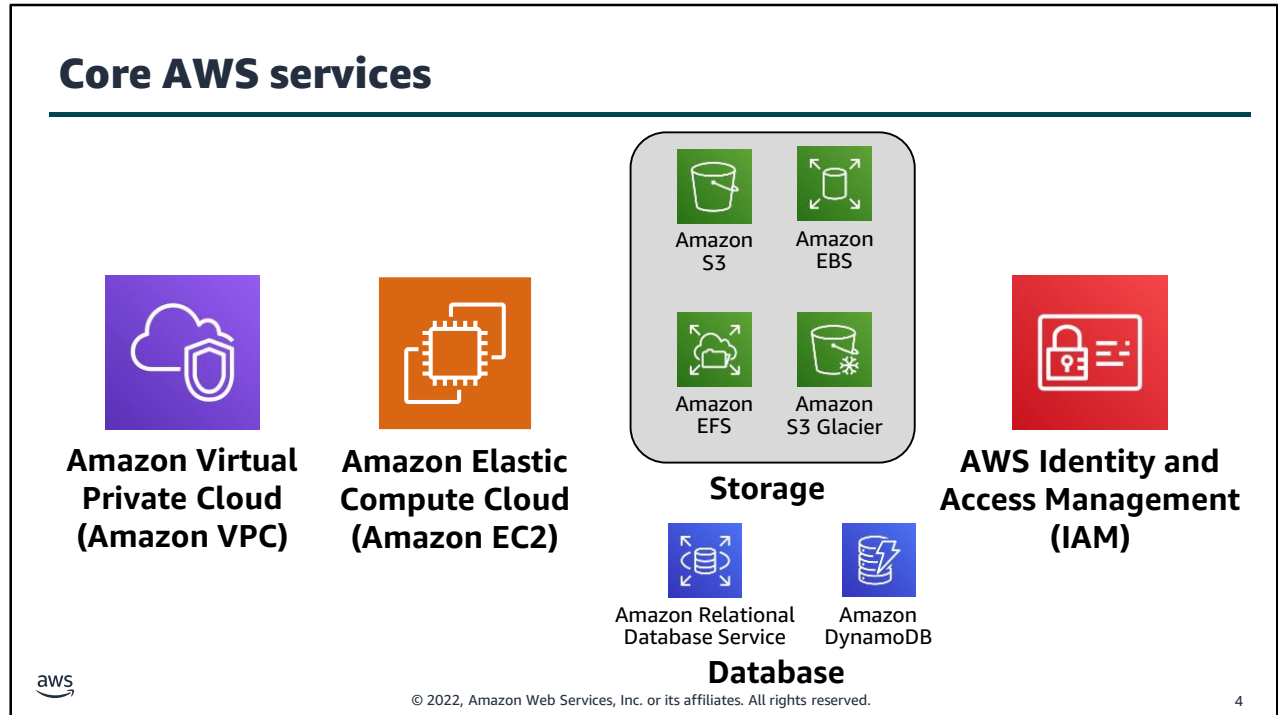 Core AWS services
Amazon
S3
Amazon
EBS
Amazon
EFS
Amazon
S3 Glacier
Storage
Amazon Virtual
Private Cloud
(Amazon VPC)
Amazon Elastic
Compute Cloud
(Amazon EC2)
AWS Identity and
Access Management
(IAM)
Amazon Relational
Database Service
Amazon
DynamoDB
Database
aws
© 2022, Amazon Web Services, Inc. or its affiliates. All rights reserved.
4